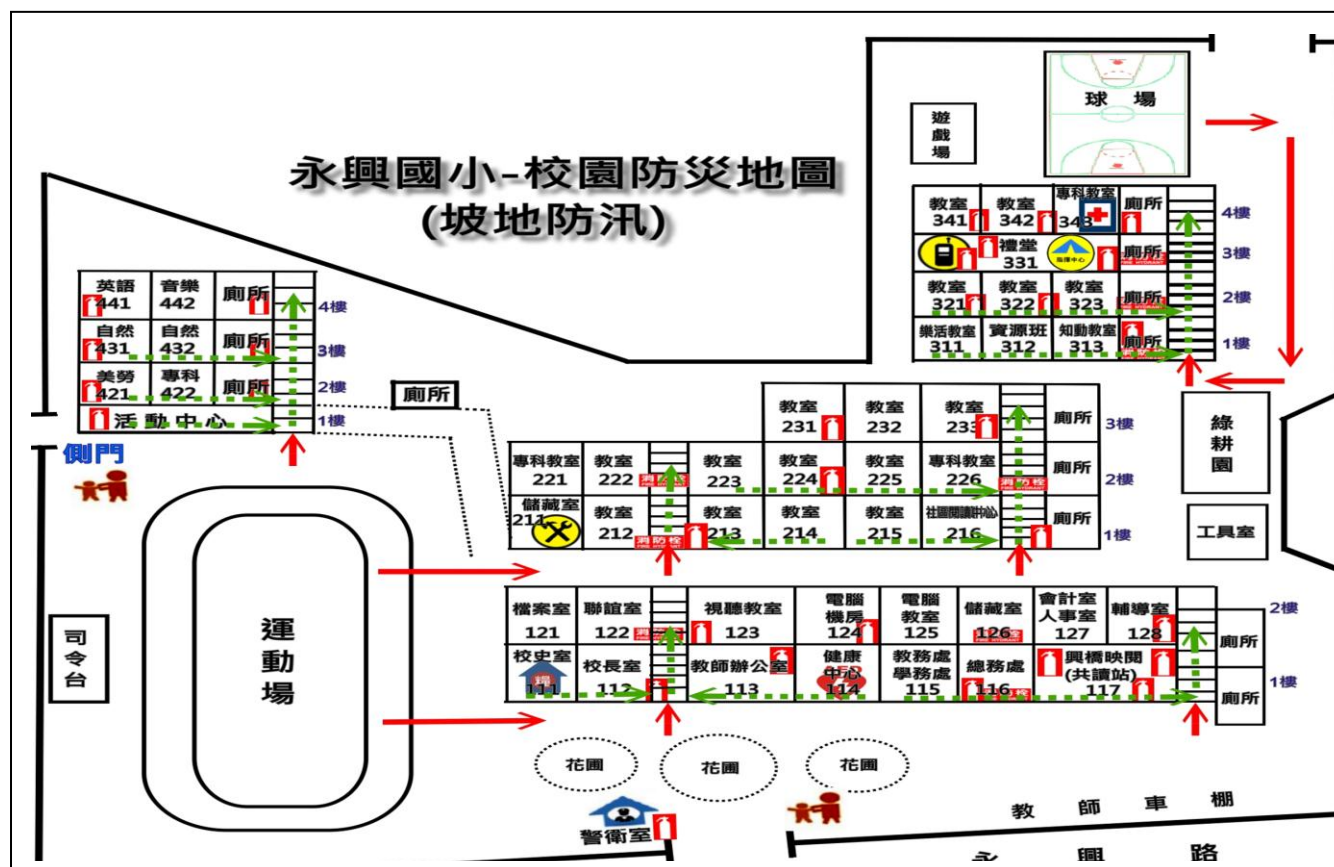 永興國小-校園防災地圖
(坡地防汛)
球場
遊戲場
教室 341
教室 342
專科教室 343
廁所
4樓
禮堂 331
指揮中心
廁所
3樓
教室 321
教室 322
教室 323
廁所
2樓
樂活教室 311
資源班 312
知動教室 313
廁所
1樓
英語 441
音樂 442
廁所
4樓
自然 431
自然 432
廁所
3樓
美勞 421
專科 422
廁所
2樓
活動中心
1樓
側門
廁所
教室 231
教室 232
教室 233
廁所
3樓
專科教室 221
教室 222
消防栓
教室 223
教室 224
教室 225
專科教室 226
消防栓
廁所
2樓
儲藏室 211
教室 212
消防栓
教室 213
教室 214
教室 215
216
廁所
1樓
綠耕園
工具室
檔案室 121
聯誼室 122
視聽教室 123
電腦機房 124
電腦教室 125
儲藏室 126
會計室 人事室 127
輔導室 128
廁所
2樓
校史室 111
校長室 112
教師辦公室 113
健康中心 114
教務處 學務處 115
總務處 116
興橋映閱 (共讀站) 117
廁所
1樓
司令台
運動場
花圃
花圃
花圃
警衛室
教師車棚
永興路